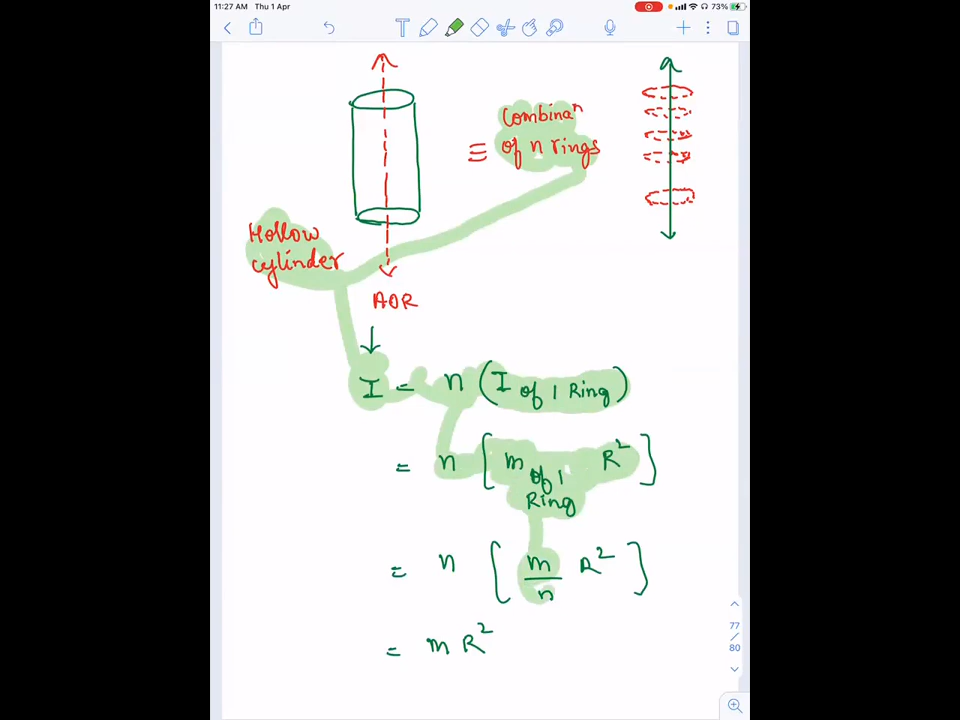 11:27 AM Thu 1 Apr 73%
Combinaⁿ
≡ of n rings
Hollow
cylinder
AOR
I = n (I of 1 Ring)
= n [m of 1 Ring R²]
= n [m/n R²]
= m R²
77
/
80